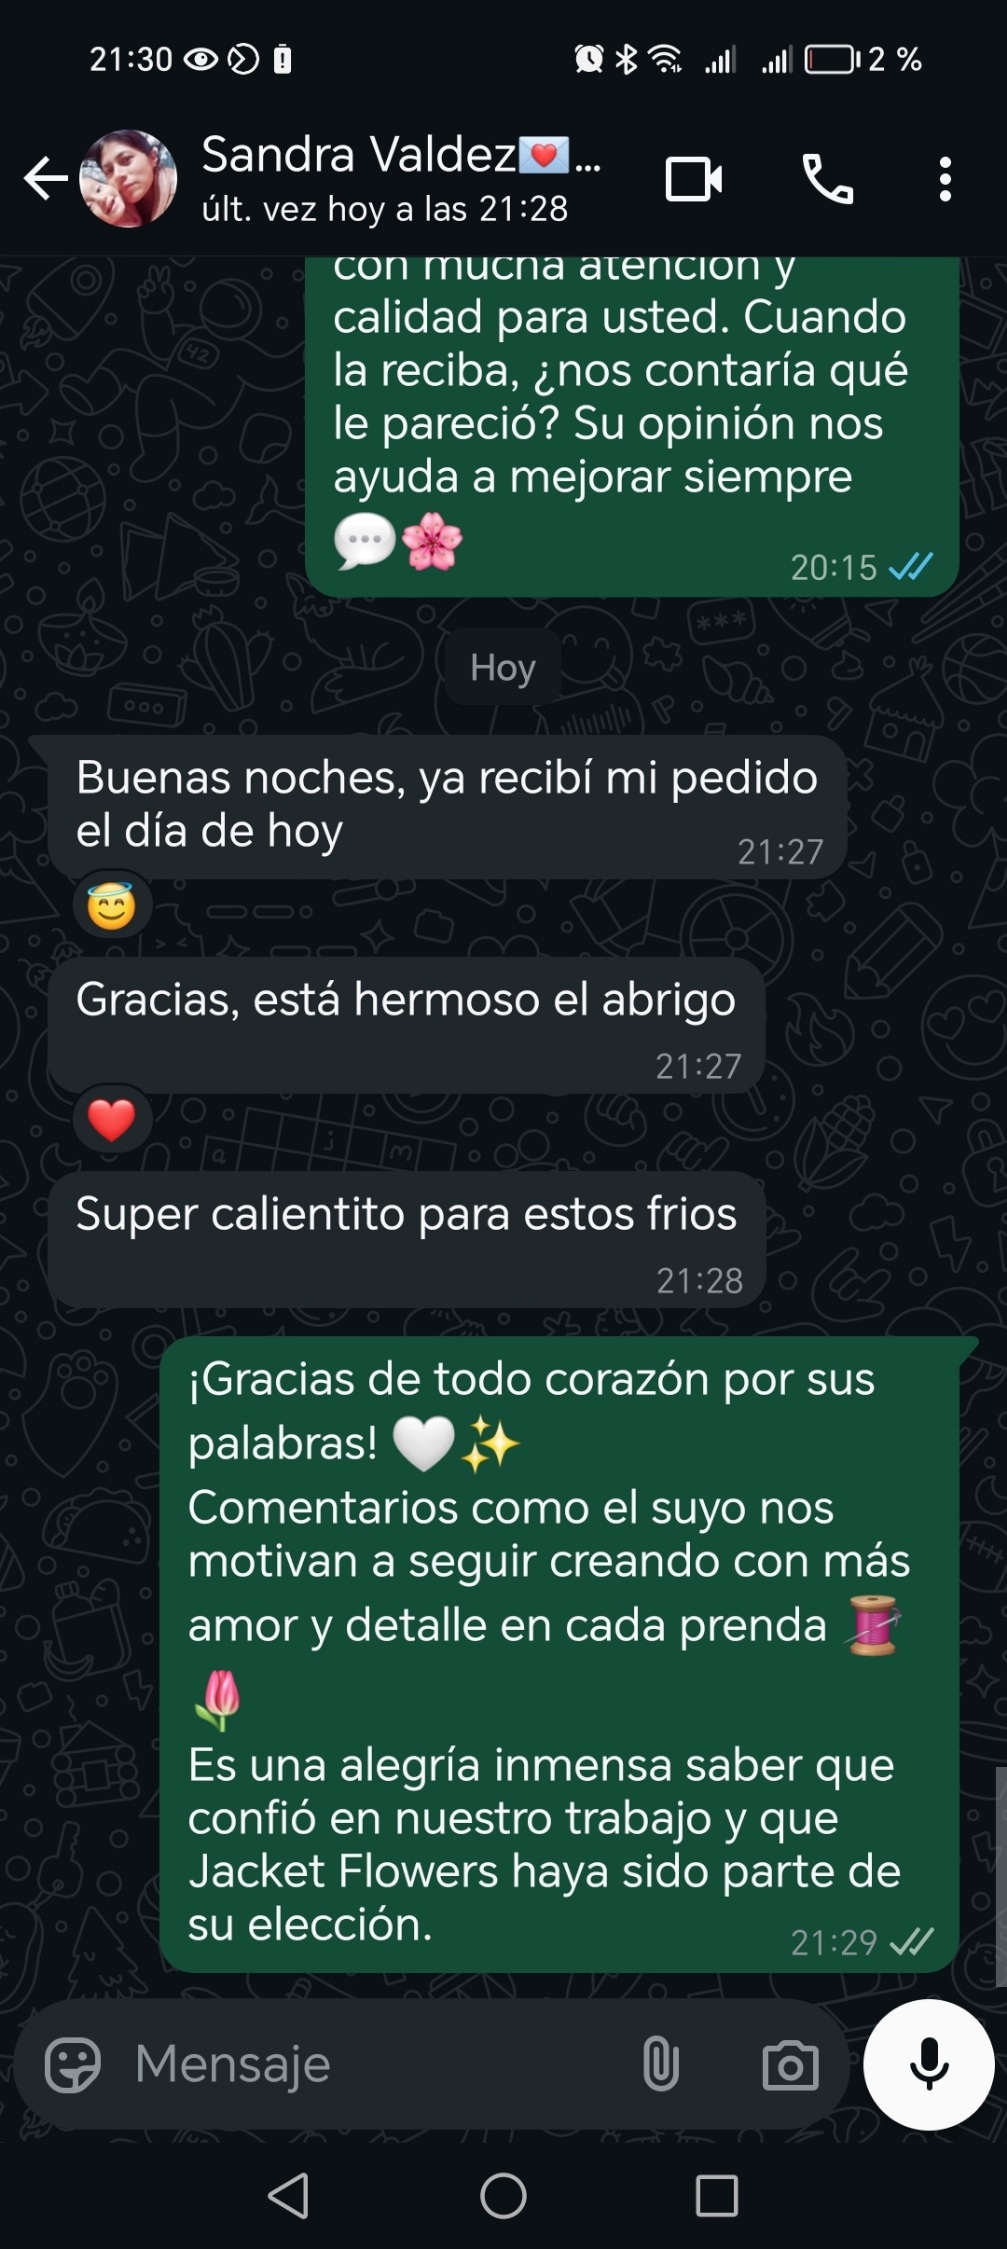 21:30
2 %
Sandra Valdez💌...
últ. vez hoy a las 21:28
con mucha atención y
calidad para usted. Cuando
la reciba, ¿nos contaría qué
le pareció? Su opinión nos
ayuda a mejorar siempre
💬🌸
20:15
Hoy
Buenas noches, ya recibí mi pedido
el día de hoy
21:27
😇
Gracias, está hermoso el abrigo
21:27
❤️
Super calientito para estos frios
21:28
¡Gracias de todo corazón por sus
palabras! 🤍✨
Comentarios como el suyo nos
motivan a seguir creando con más
amor y detalle en cada prenda 🧵
🌷
Es una alegría inmensa saber que
confió en nuestro trabajo y que
Jacket Flowers haya sido parte de
su elección.
21:29
Mensaje